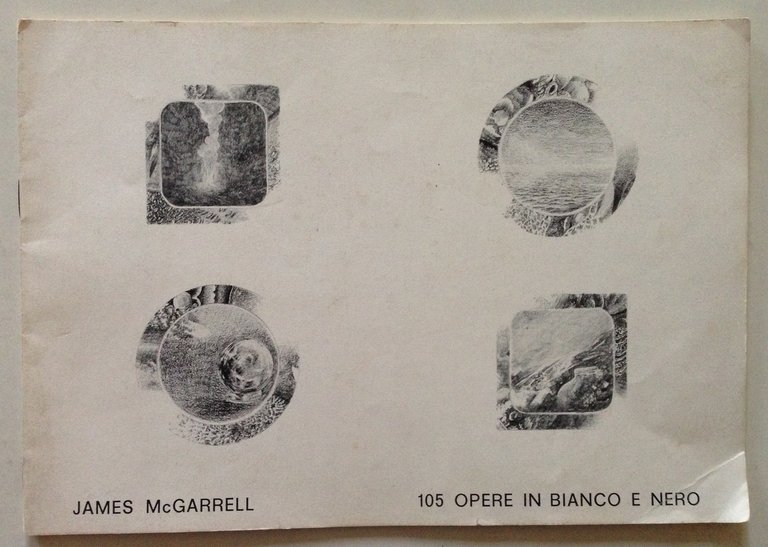 JAMES McGARRELL
105 OPERE IN BIANCO E NERO